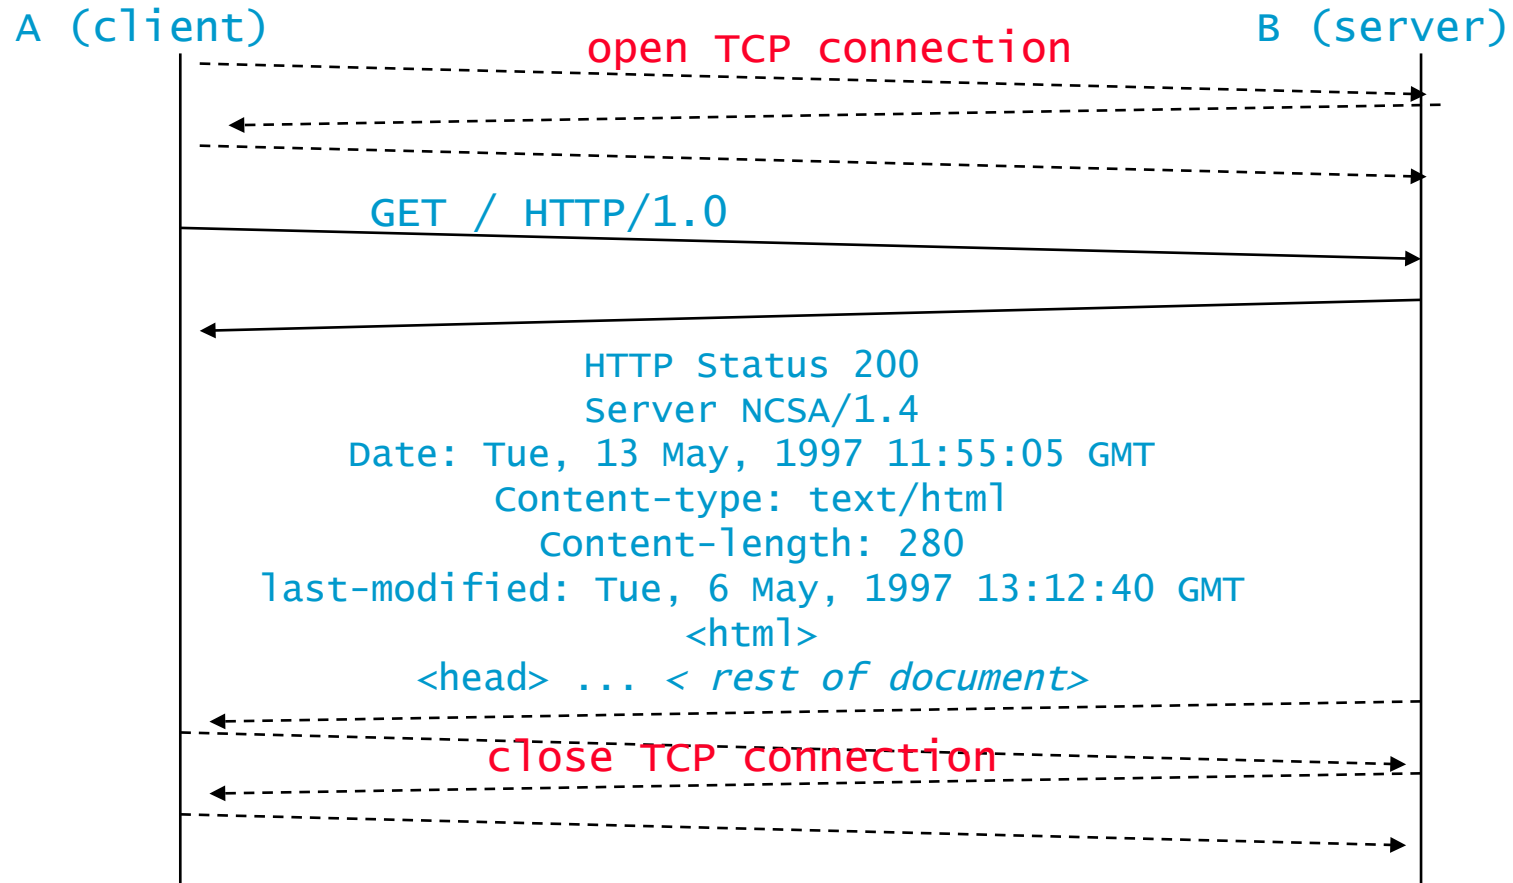 A (client)
B (server)
open TCP connection
GET / HTTP/1.0
HTTP Status 200
Server NCSA/1.4
Date: Tue, 13 May, 1997 11:55:05 GMT
Content-type: text/html
Content-length: 280
last-modified: Tue, 6 May, 1997 13:12:40 GMT
<html>
<head> ... < rest of document>
close TCP connection